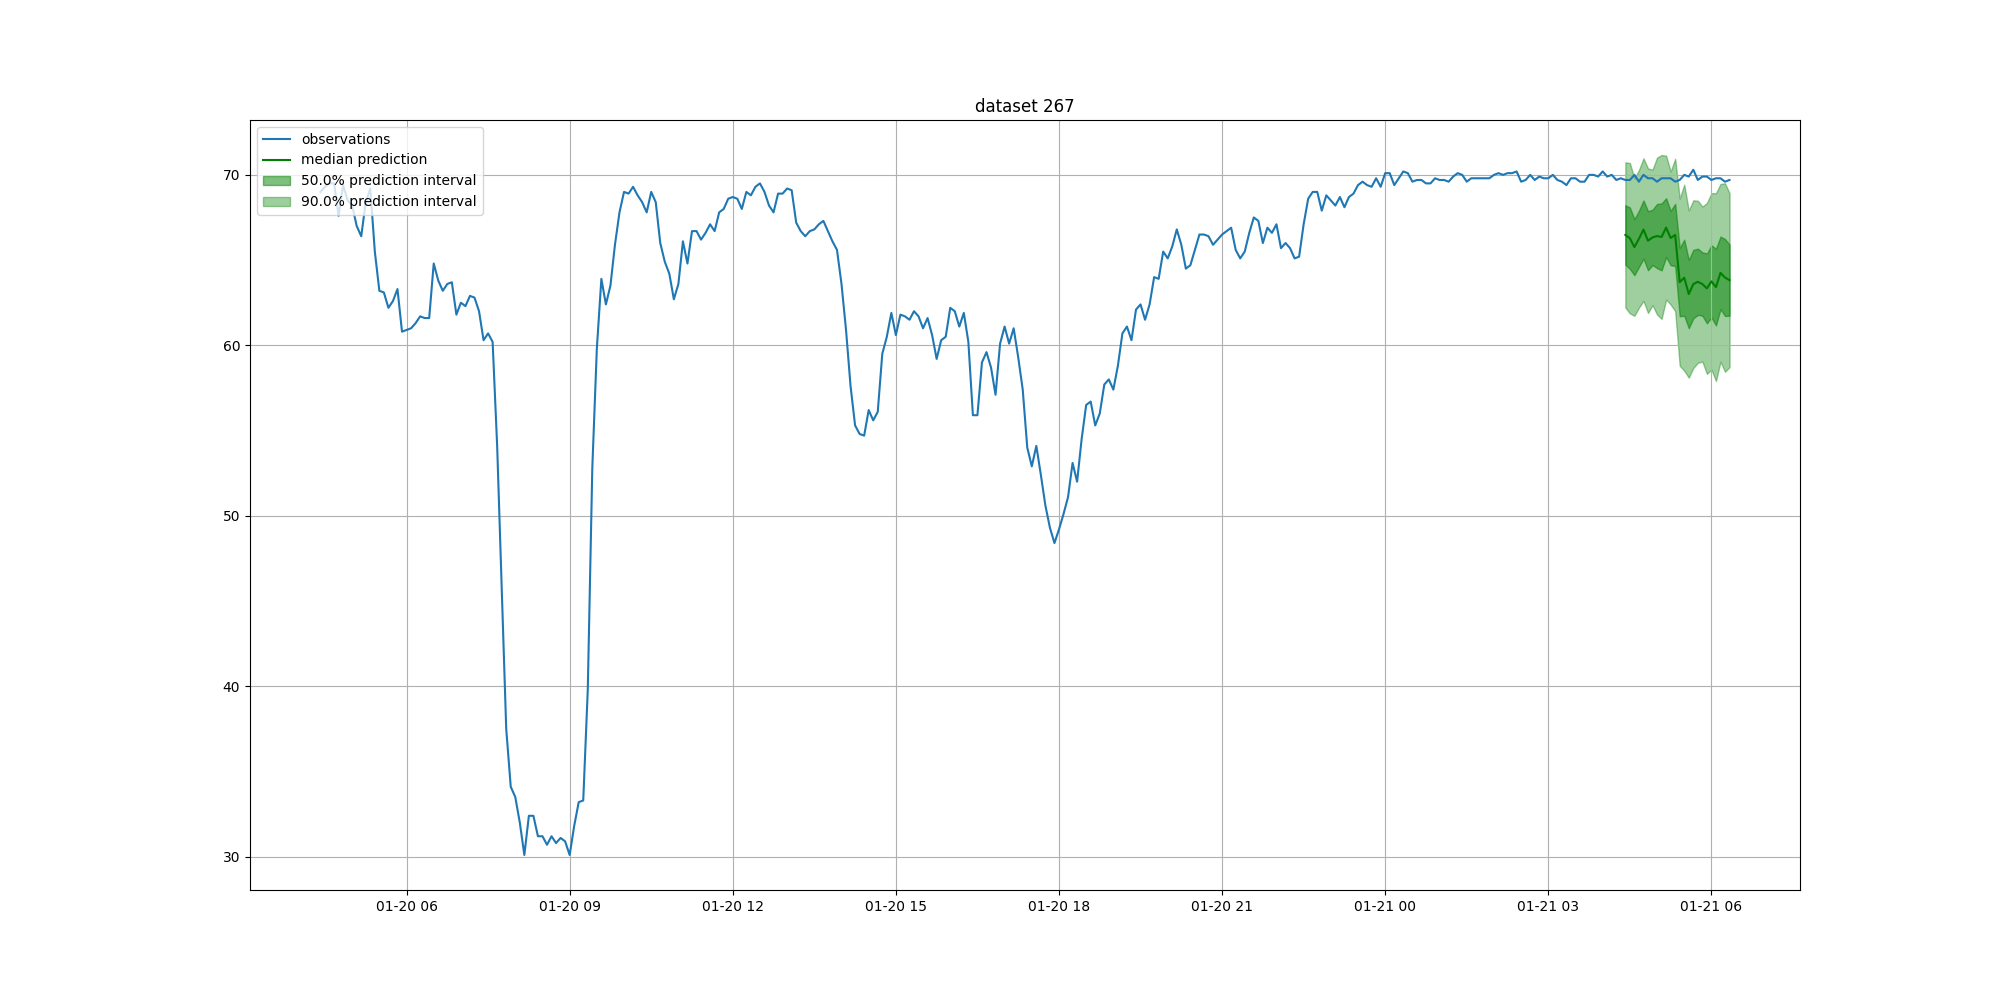 dataset 267
observations
median prediction
50.0% prediction interval
90.0% prediction interval
70
60
50
40
30
01-20 06 01-20 09 01-20 12 01-20 15 01-20 18 01-20 21 01-21 00 01-21 03 01-21 06